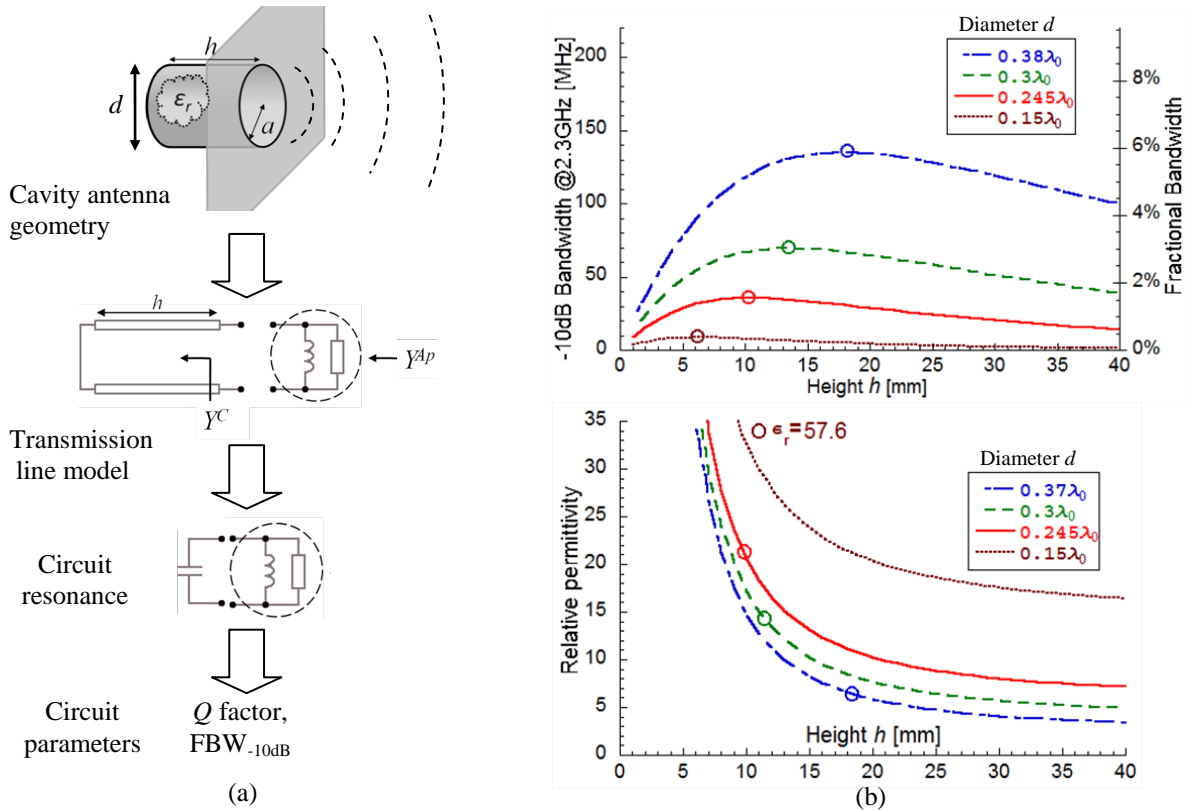 h
d
εr
a
Cavity antenna
geometry
h
Y^Ap
Y^C
Transmission
line model
Circuit
resonance
Circuit
parameters
Q factor,
FBW-10dB
(a)
-10dB Bandwidth @2.3GHz [MHz]
200
150
100
50
0
Diameter d
0.38λ0
0.3λ0
0.245λ0
0.15λ0
8%
6%
4%
2%
0%
Fractional Bandwidth
0 5 10 15 20 25 30 35 40
Height h [mm]
Relative permittivity
35
30
25
20
15
10
5
0
ϵr=57.6
Diameter d
0.37λ0
0.3λ0
0.245λ0
0.15λ0
Height h [mm]
0 5 10 15 20 25 30 35 40
(b)